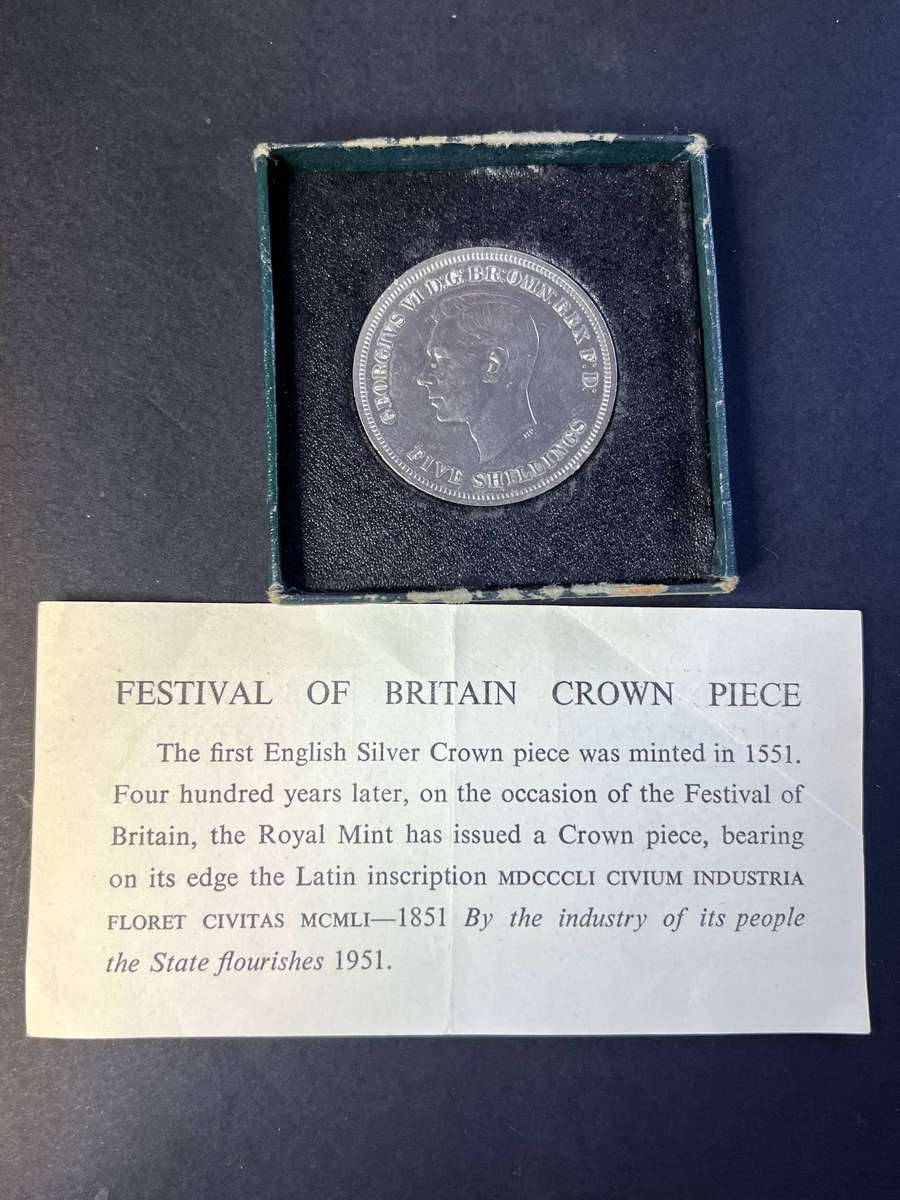 GEORGIVS VI D:G: BR: OMN: REX F: D:
FIVE SHILLINGS
HP
FESTIVAL OF BRITAIN CROWN PIECE
The first English Silver Crown piece was minted in 1551.
Four hundred years later, on the occasion of the Festival of
Britain, the Royal Mint has issued a Crown piece, bearing
on its edge the Latin inscription MDCCCLI CIVIUM INDUSTRIA
FLORET CIVITAS MCMLI—1851 By the industry of its people
the State flourishes 1951.